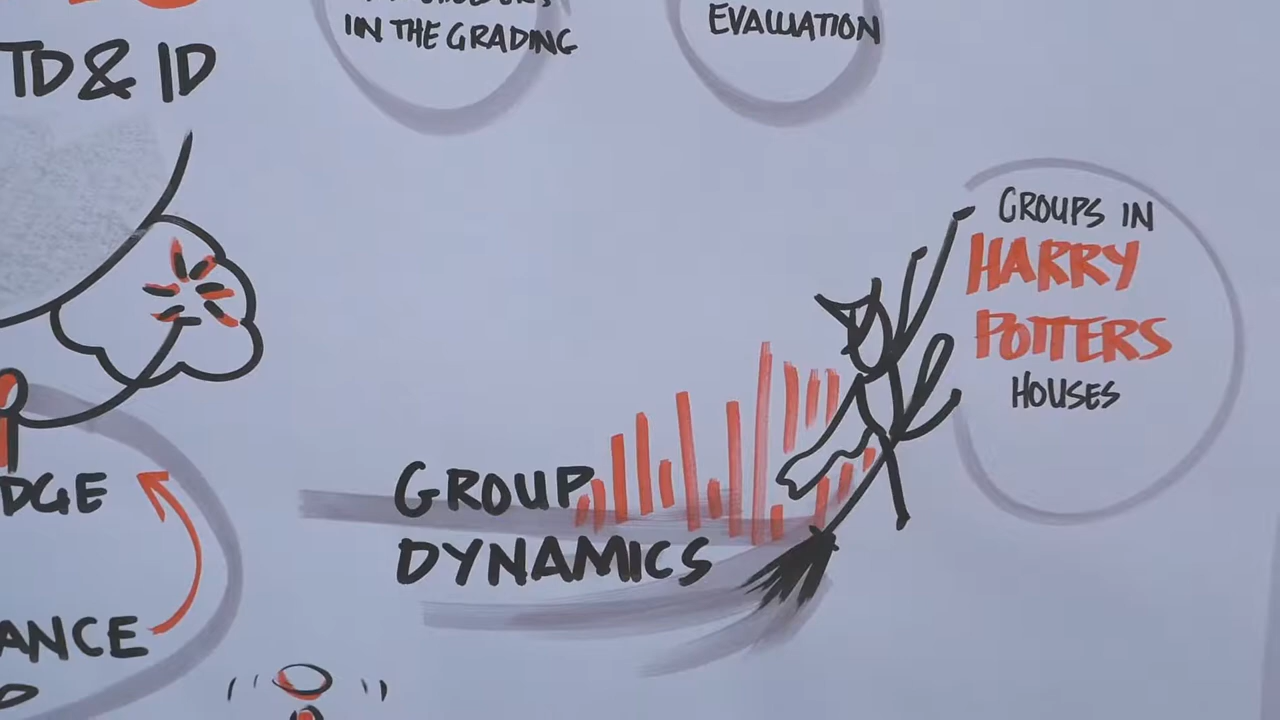 IN THE GRADING
EVALUATION
TD & ID
GROUPS IN
HARRY
POTTERS
HOUSES
GROUP
DYNAMICS
DGE
ANCE